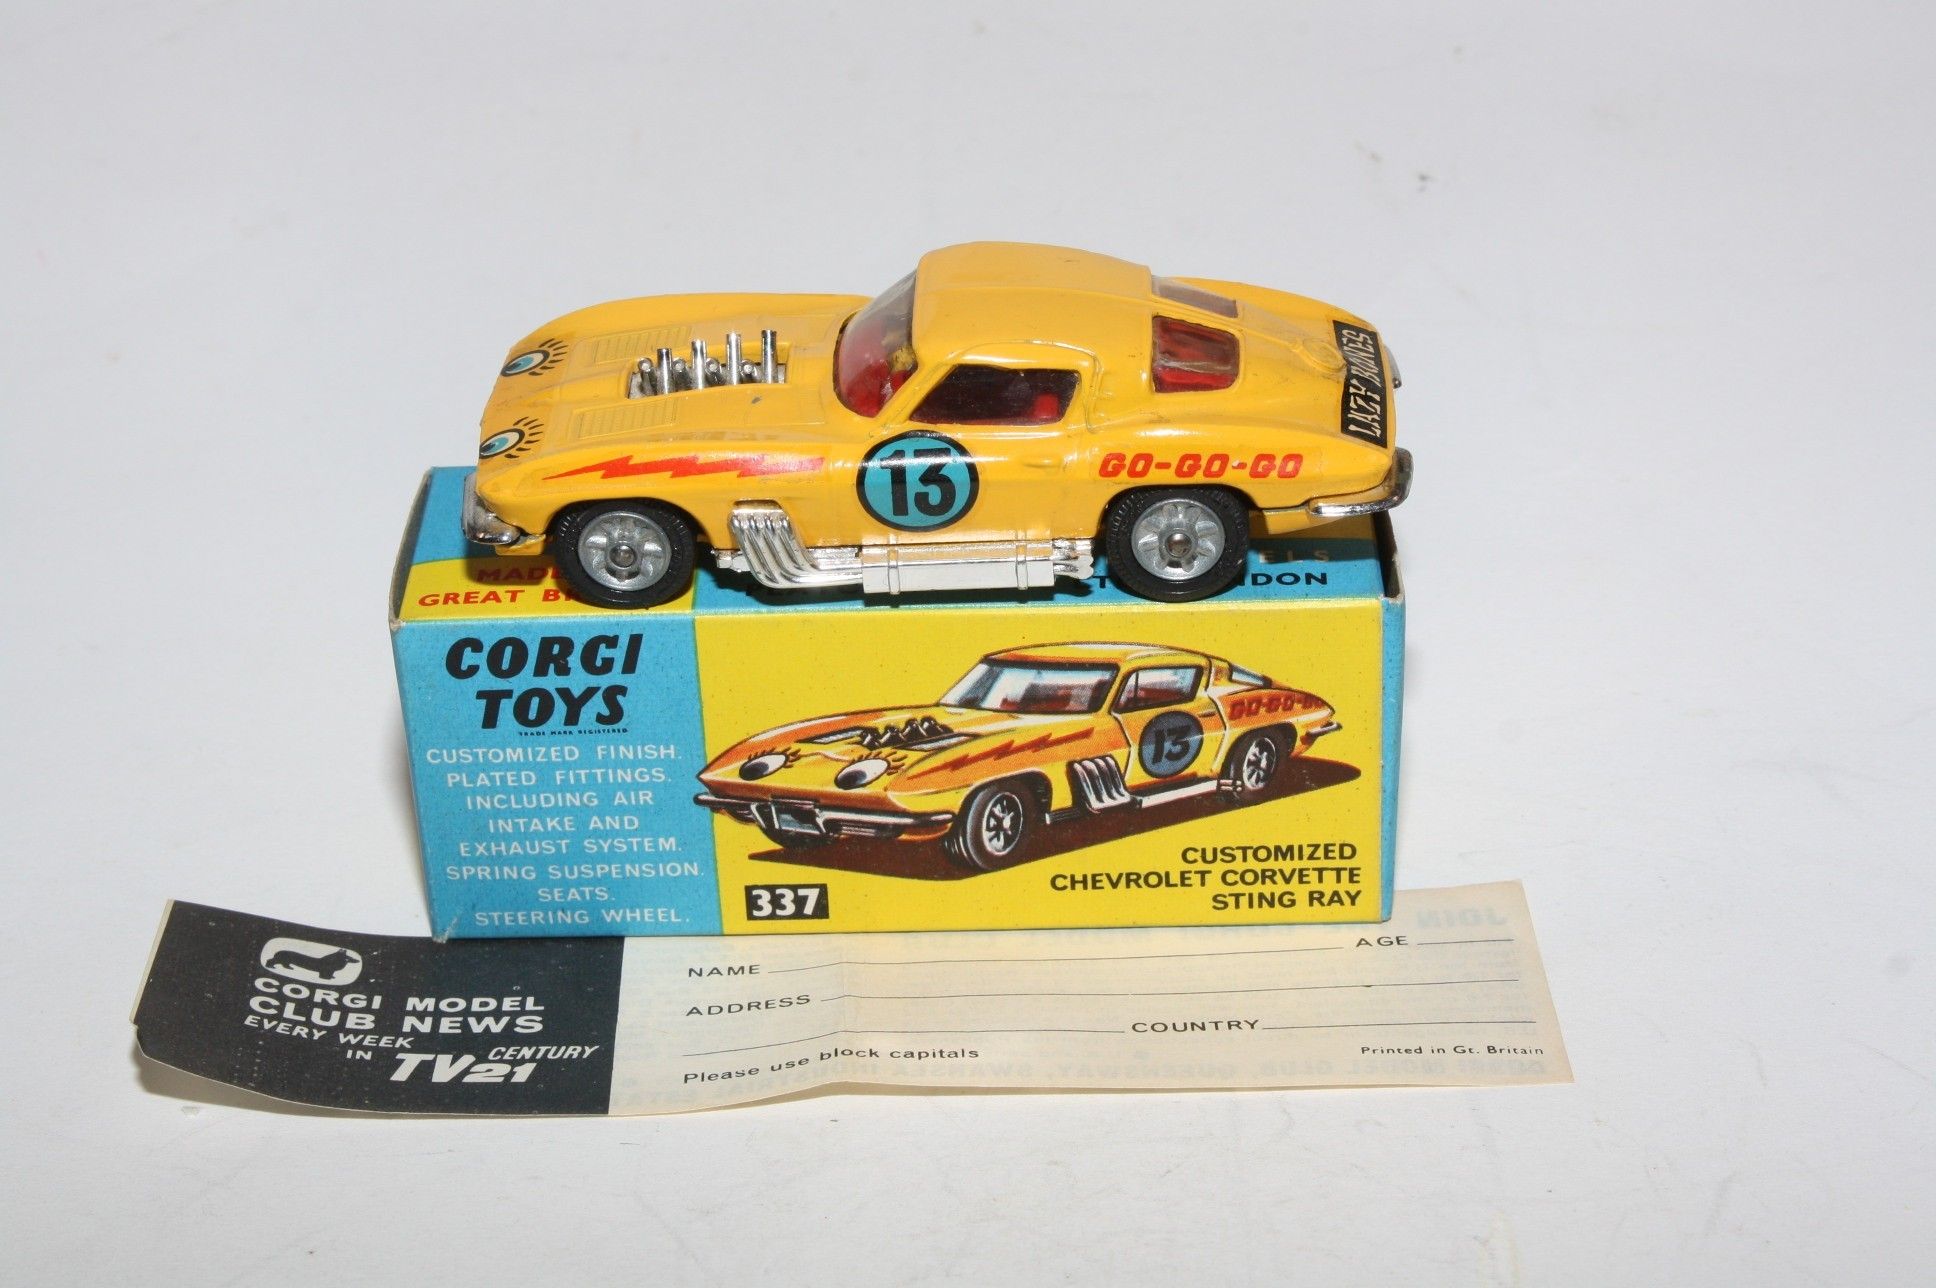 LAZY BONES
13
GO-GO-GO
MADE
GREAT
CORGI
TOYS
TRADE MARK REGISTERED
CUSTOMIZED FINISH.
PLATED FITTINGS.
INCLUDING AIR
INTAKE AND
EXHAUST SYSTEM.
SPRING SUSPENSION.
SEATS.
STEERING WHEEL.
GO-GO-GO
13
337
CUSTOMIZED
CHEVROLET CORVETTE
STING RAY
CORGI MODEL
CLUB NEWS
EVERY WEEK
IN TV CENTURY 21
NAME AGE
ADDRESS
COUNTRY
Please use block capitals
Printed in Gt. Britain